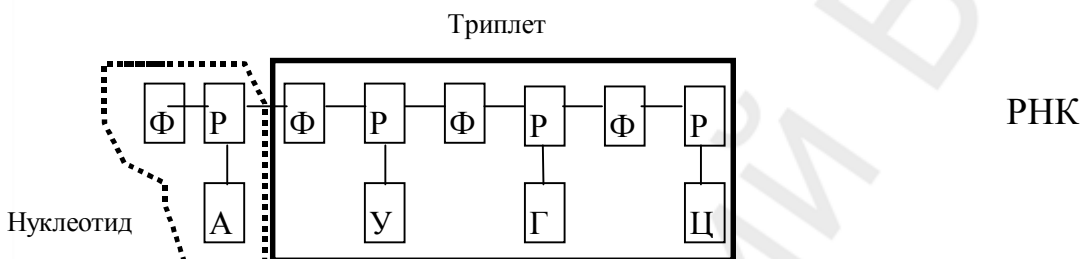 Триплет
Ф Р Ф Р Ф Р Ф Р
РНК
Нуклеотид
А У Г Ц